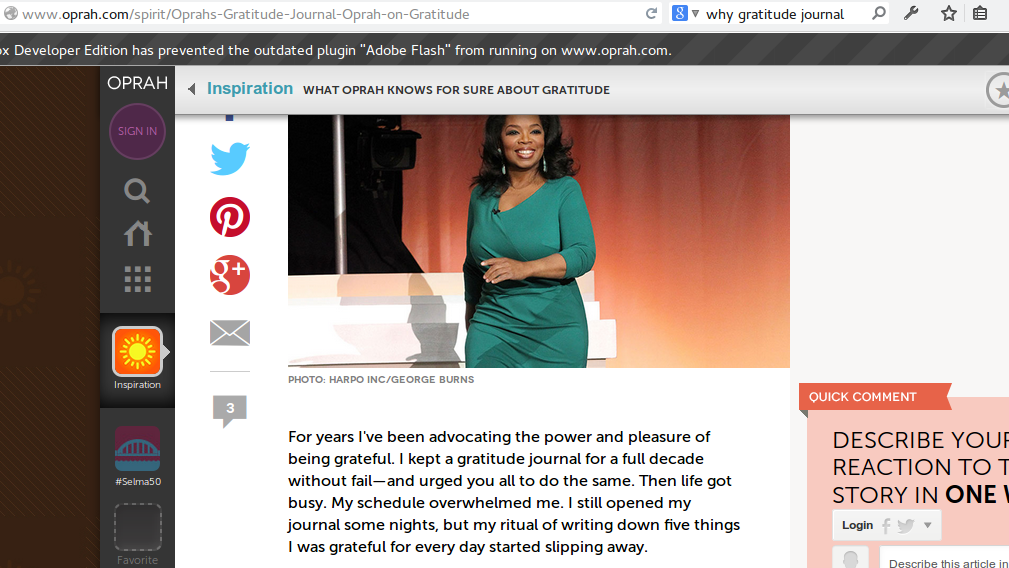 www.oprah.com/spirit/Oprahs-Gratitude-Journal-Oprah-on-Gratitude
8
why gratitude journal
ox Developer Edition has prevented the outdated plugin "Adobe Flash" from running on www.oprah.com.
OPRAH
Inspiration WHAT OPRAH KNOWS FOR SURE ABOUT GRATITUDE
SIGN IN
g+
Inspiration
#Selma50
Favorite
PHOTO: HARPO INC/GEORGE BURNS
3
For years I've been advocating the power and pleasure of
being grateful. I kept a gratitude journal for a full decade
without fail—and urged you all to do the same. Then life got
busy. My schedule overwhelmed me. I still opened my
journal some nights, but my ritual of writing down five things
I was grateful for every day started slipping away.
QUICK COMMENT
DESCRIBE YOUR
REACTION TO T
STORY IN ONE W
Login
Describe this article in